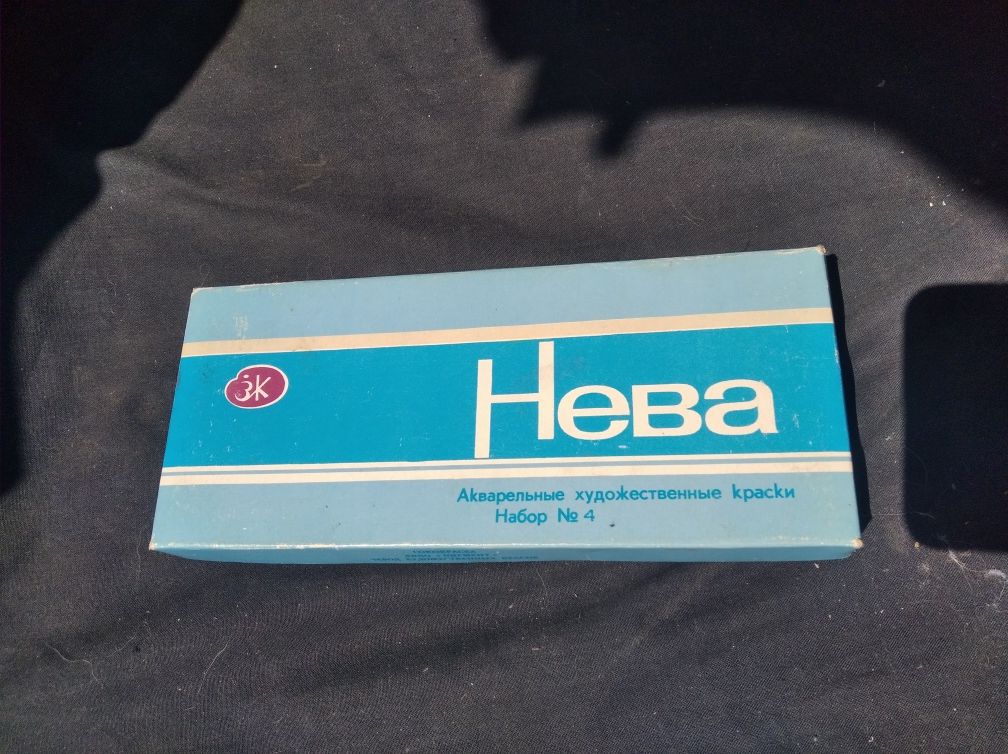 ЗК
Нева
Акварельные художественные краски
Набор № 4